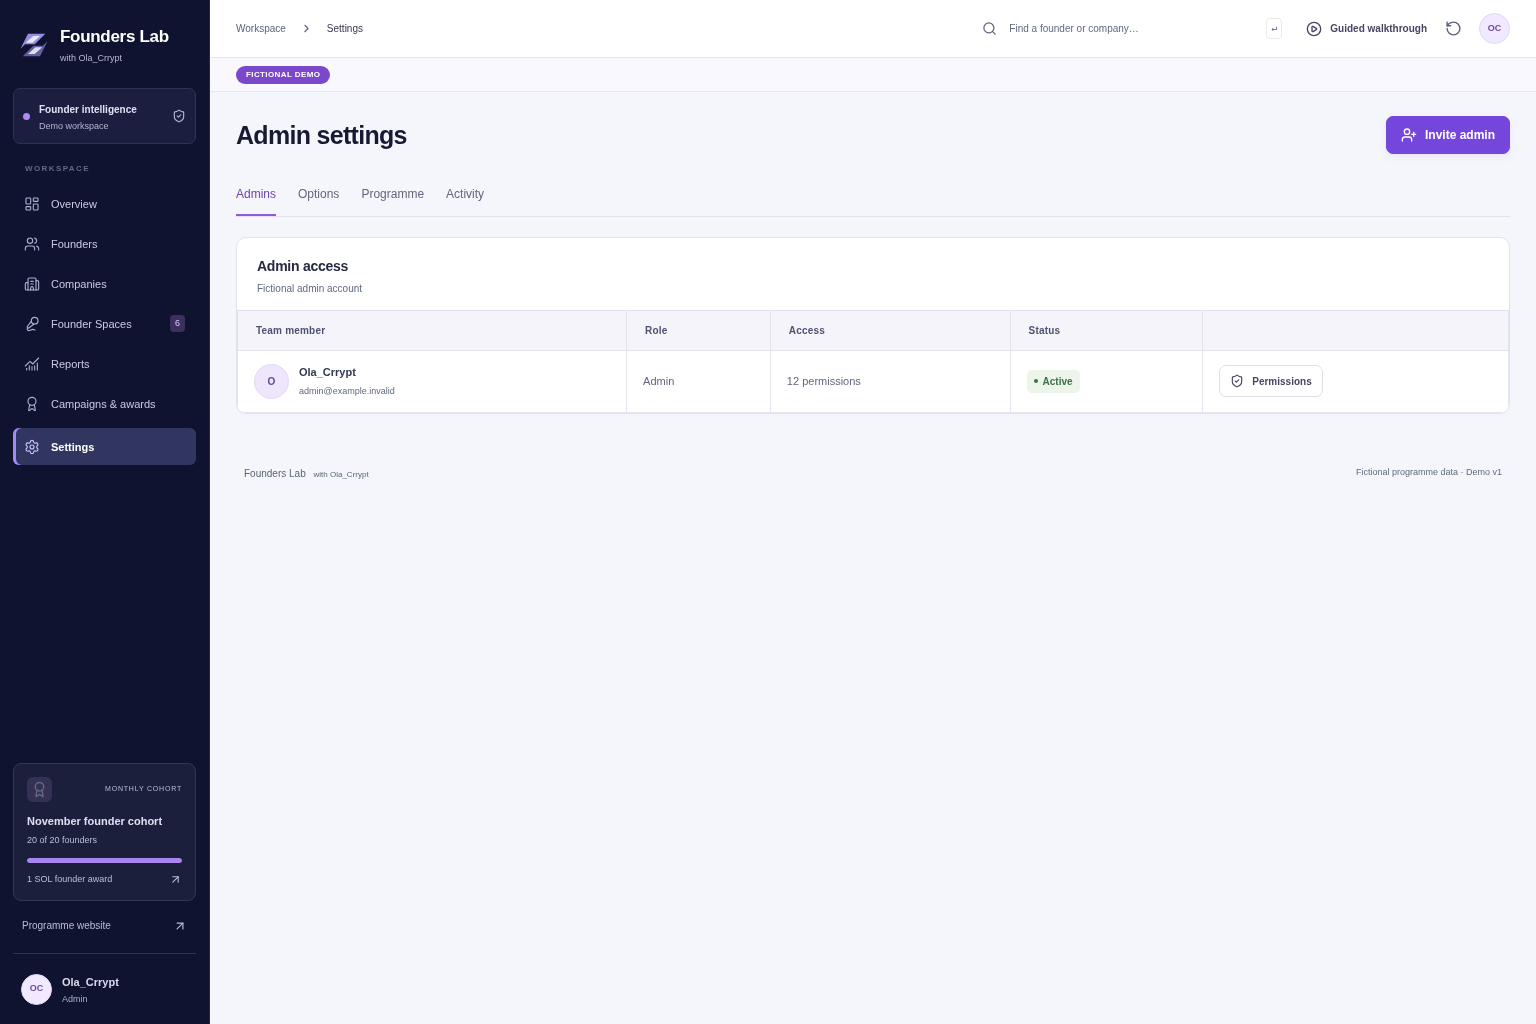 Founders Lab
with Ola_Crrypt
Founder intelligence
Demo workspace
WORKSPACE
Overview
Founders
Companies
Founder Spaces 6
Reports
Campaigns & awards
Settings
MONTHLY COHORT
November founder cohort
20 of 20 founders
1 SOL founder award
Programme website
OC
Ola_Crrypt
Admin
Workspace > Settings
Find a founder or company…
↵
Guided walkthrough
OC
FICTIONAL DEMO
Admin settings
Invite admin
Admins Options Programme Activity
Admin access
Fictional admin account
Team member Role Access Status
O
Ola_Crrypt
admin@example.invalid
Admin
12 permissions
Active
Permissions
Founders Lab with Ola_Crrypt
Fictional programme data · Demo v1